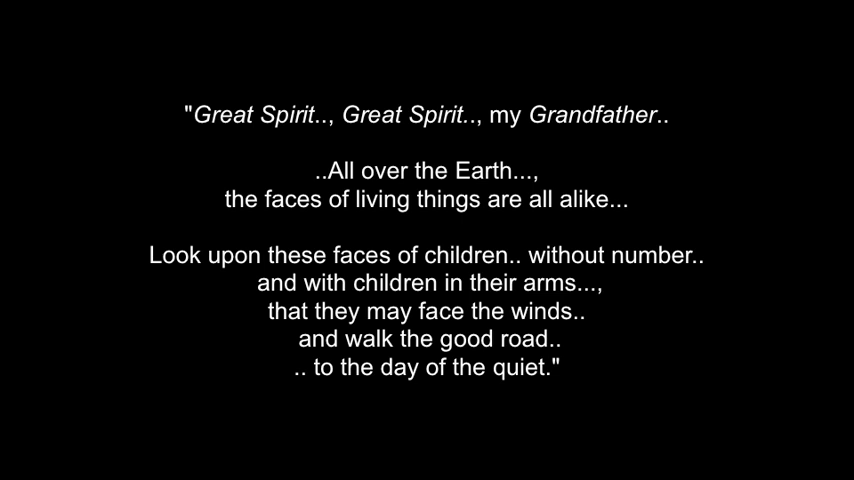 "Great Spirit.., Great Spirit.., my Grandfather..
..All over the Earth...,
the faces of living things are all alike...
Look upon these faces of children.. without number..
and with children in their arms...,
that they may face the winds..
and walk the good road..
.. to the day of the quiet."